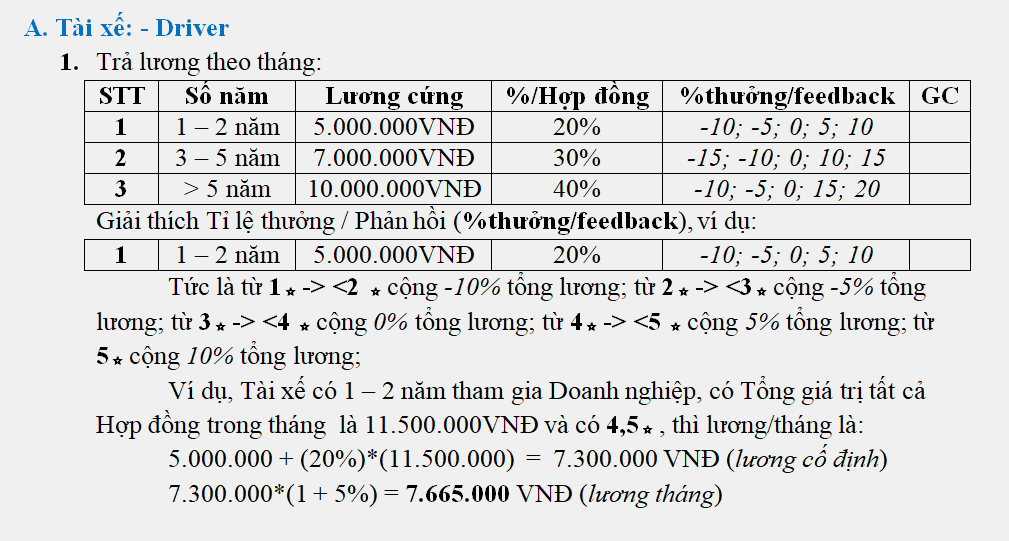 A. Tài xế: - Driver
1. Trả lương theo tháng:
STT Số năm Lương cứng %/Hợp đồng %thưởng/feedback GC
1 1 – 2 năm 5.000.000VNĐ 20% -10; -5; 0; 5; 10
2 3 – 5 năm 7.000.000VNĐ 30% -15; -10; 0; 10; 15
3 > 5 năm 10.000.000VNĐ 40% -10; -5; 0; 15; 20
Giải thích Tỉ lệ thưởng / Phản hồi (%thưởng/feedback), ví dụ:
1 1 – 2 năm 5.000.000VNĐ 20% -10; -5; 0; 5; 10
Tức là từ 1 ☆ -> <2 ☆ cộng -10% tổng lương; từ 2 ☆ -> <3 ☆ cộng -5% tổng
lương; từ 3 ☆ -> <4 ☆ cộng 0% tổng lương; từ 4 ☆ -> <5 ☆ cộng 5% tổng lương; từ
5 ☆ cộng 10% tổng lương;
Ví dụ, Tài xế có 1 – 2 năm tham gia Doanh nghiệp, có Tổng giá trị tất cả
Hợp đồng trong tháng là 11.500.000VNĐ và có 4,5 ☆ , thì lương/tháng là:
5.000.000 + (20%)*(11.500.000) = 7.300.000 VNĐ (lương cố định)
7.300.000*(1 + 5%) = 7.665.000 VNĐ (lương tháng)